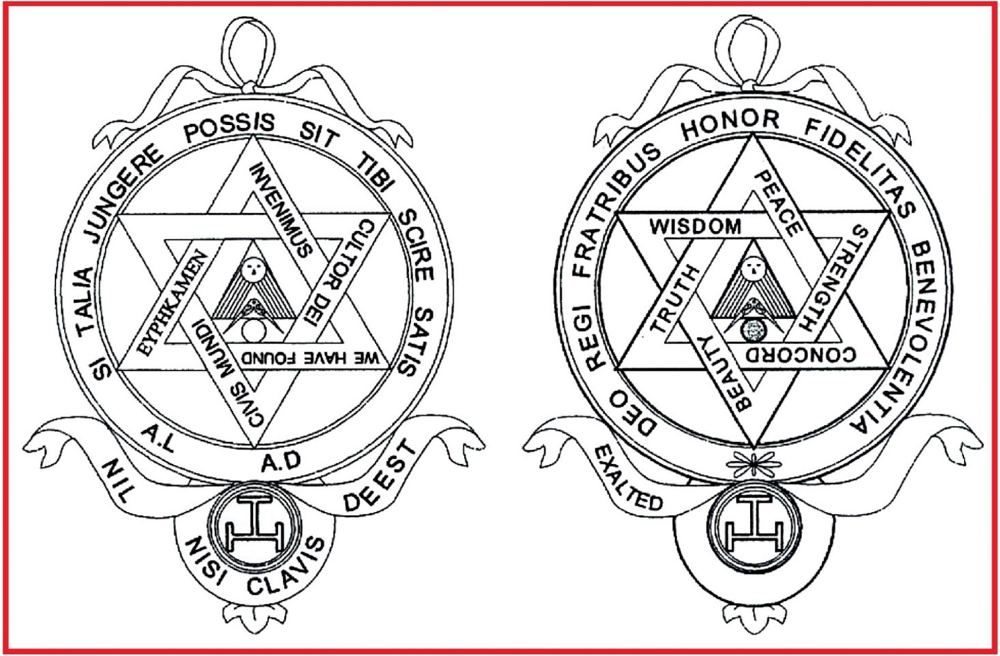 SI TALIA JUNGERE POSSIS SIT TIBI SCIRE SATIS
A.L
A.D
INVENIMUS
CULTOR DEI
WE HAVE FOUND
CIVIS MUNDI
EYPHKAMEN
NIL
NISI CLAVIS
DEEST
DEO REGI FRATRIBUS HONOR FIDELITAS BENEVOLENTIA
WISDOM
PEACE
STRENGTH
CONCORD
BEAUTY
TRUTH
EXALTED